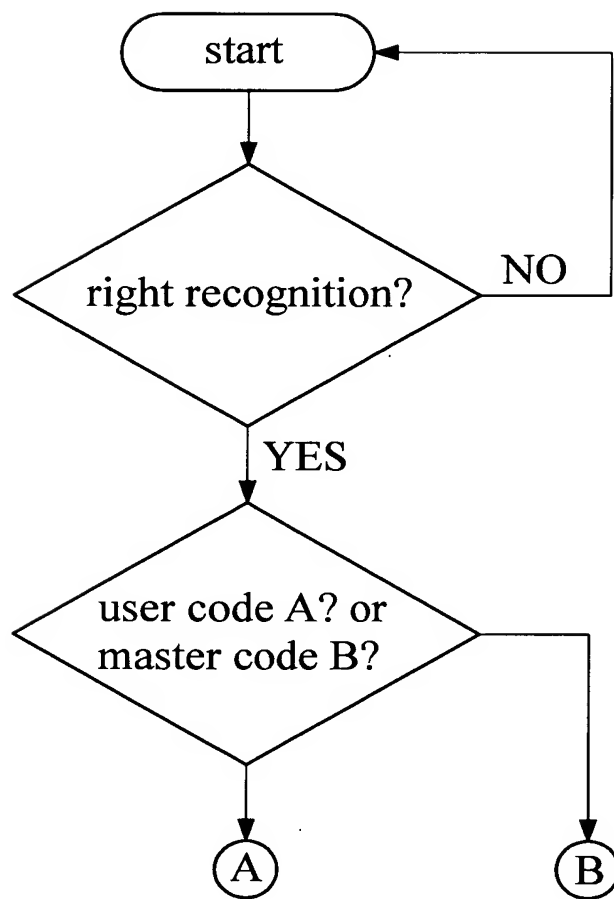 start
right recognition?
NO
YES
user code A? or
master code B?
A
B